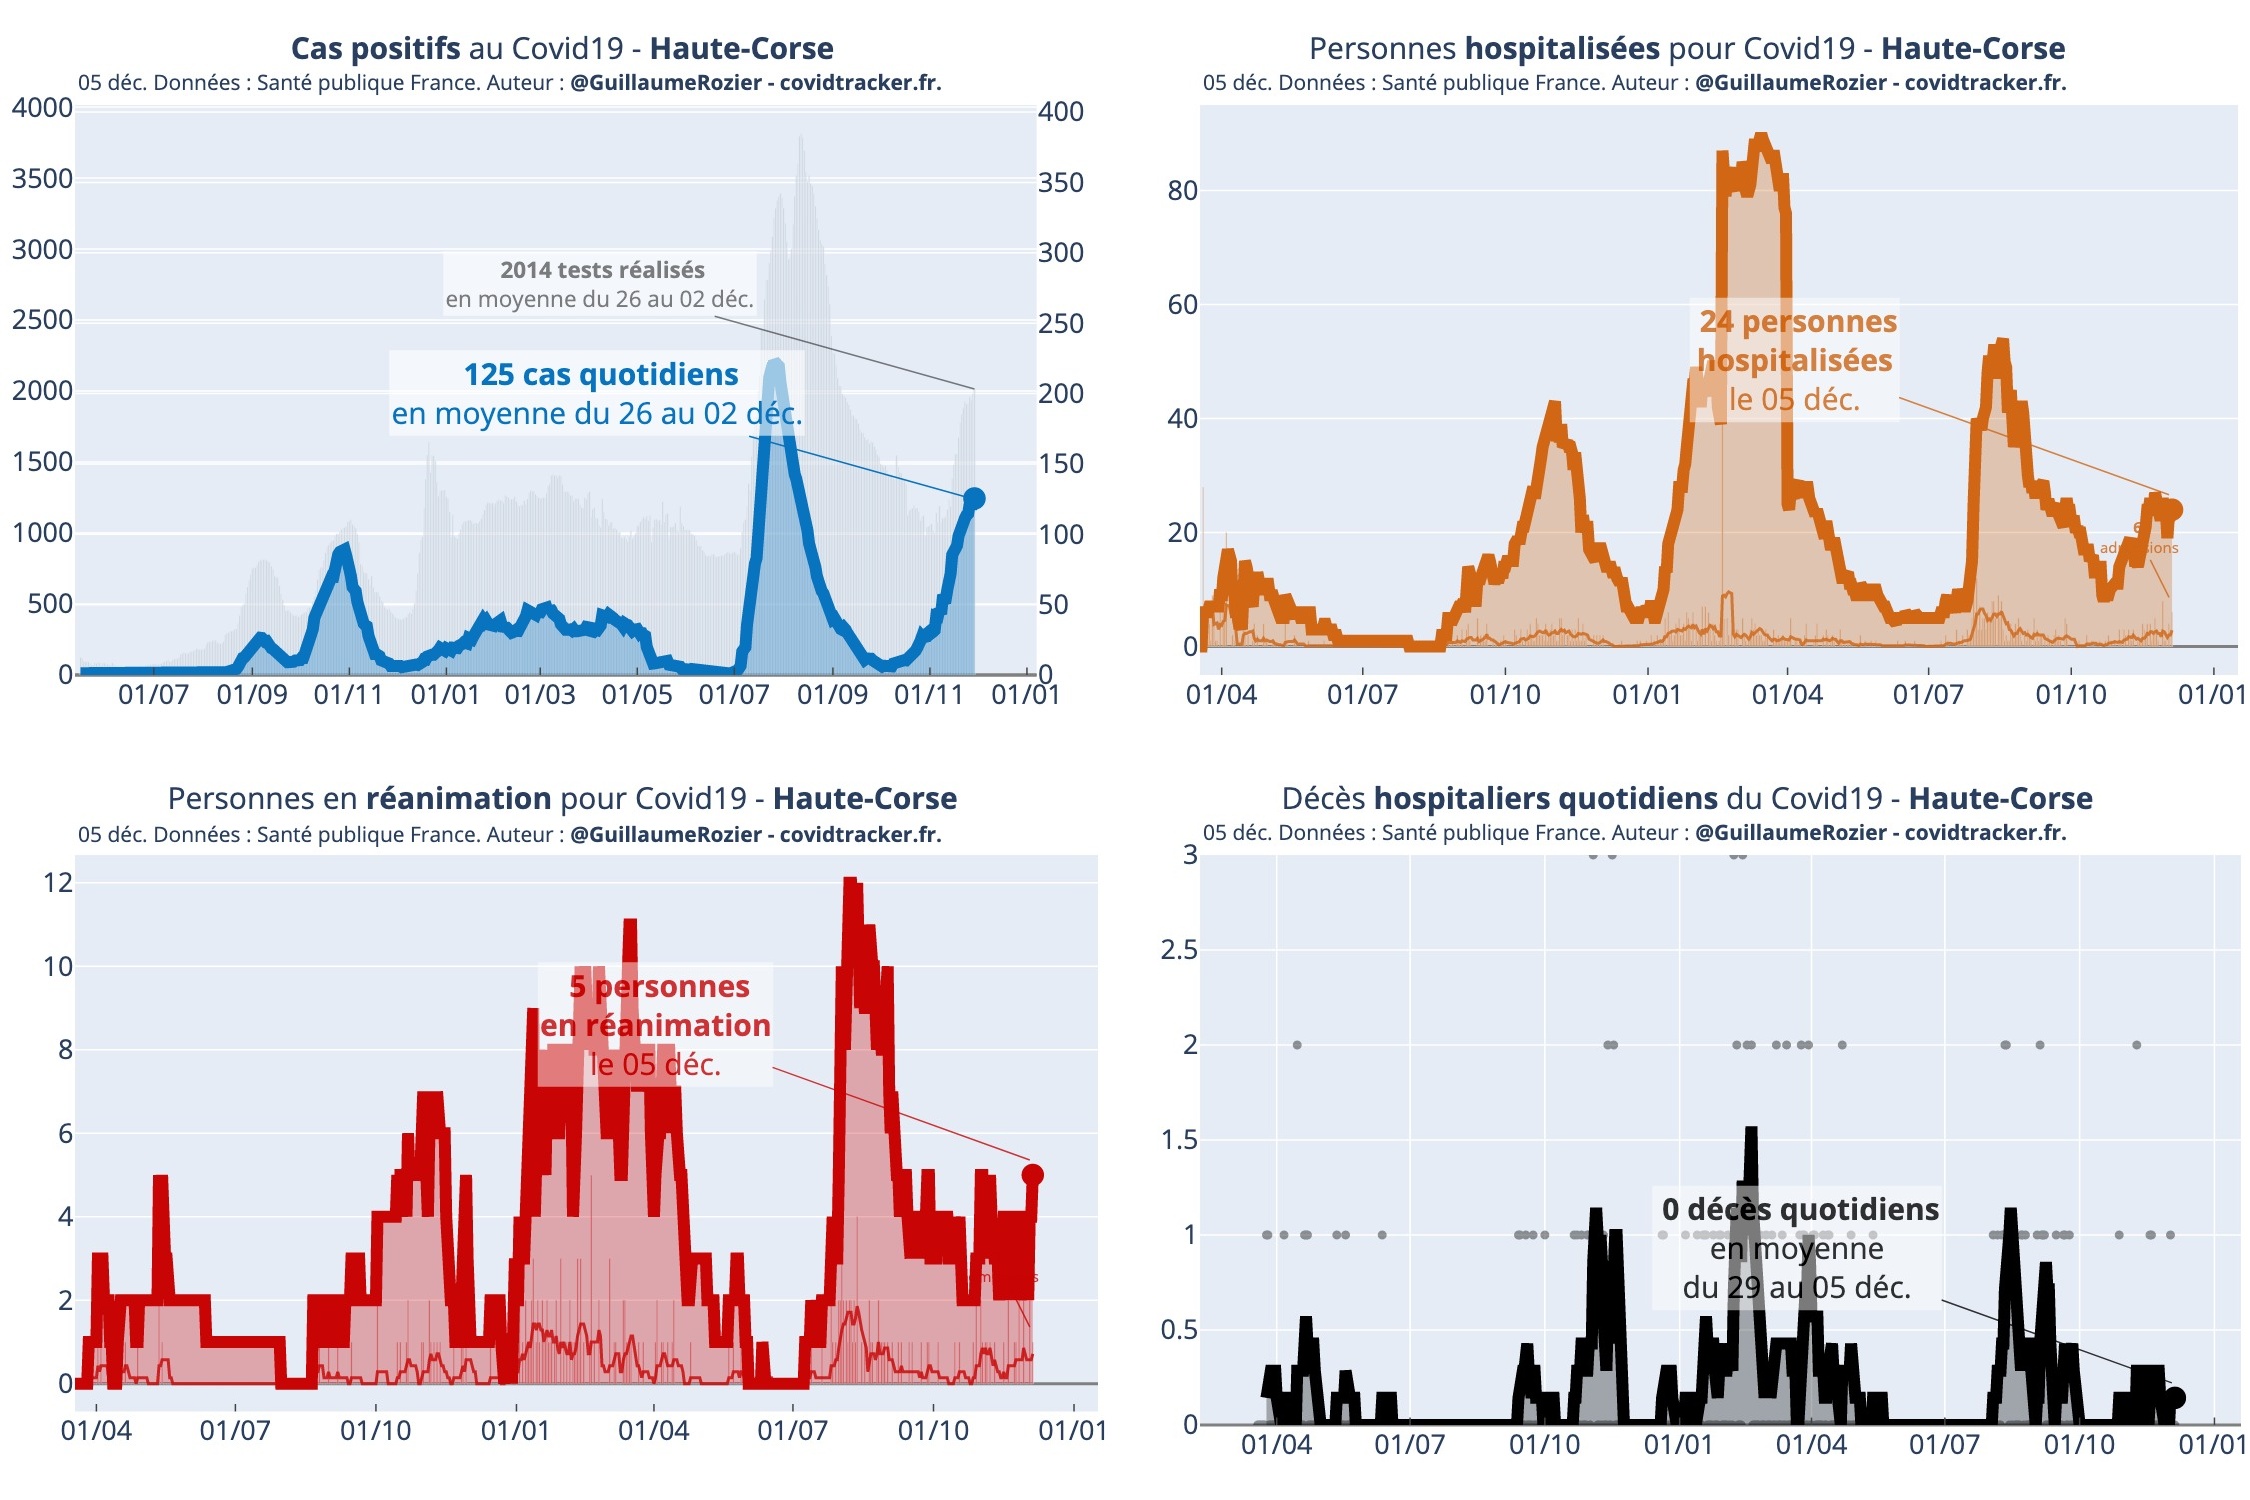 Cas positifs au Covid19 - Haute-Corse
05 déc. Données : Santé publique France. Auteur : @GuillaumeRozier - covidtracker.fr.
4000
3500
3000
2500
2000
1500
1000
500
0
400
350
300
250
200
150
100
50
0
2014 tests réalisés
en moyenne du 26 au 02 déc.
125 cas quotidiens
en moyenne du 26 au 02 déc.
01/07 01/09 01/11 01/01 01/03 01/05 01/07 01/09 01/11 01/01
Personnes hospitalisées pour Covid19 - Haute-Corse
05 déc. Données : Santé publique France. Auteur : @GuillaumeRozier - covidtracker.fr.
80
60
40
20
0
24 personnes
hospitalisées
le 05 déc.
01/04 01/07 01/10 01/01 01/04 01/07 01/10 01/01
Personnes en réanimation pour Covid19 - Haute-Corse
05 déc. Données : Santé publique France. Auteur : @GuillaumeRozier - covidtracker.fr.
12
10
8
6
4
2
0
5 personnes
en réanimation
le 05 déc.
01/04 01/07 01/10 01/01 01/04 01/07 01/10 01/01
Décès hospitaliers quotidiens du Covid19 - Haute-Corse
05 déc. Données : Santé publique France. Auteur : @GuillaumeRozier - covidtracker.fr.
3
2.5
2
1.5
1
0.5
0
0 décès quotidiens
en moyenne
du 29 au 05 déc.
01/04 01/07 01/10 01/01 01/04 01/07 01/10 01/01